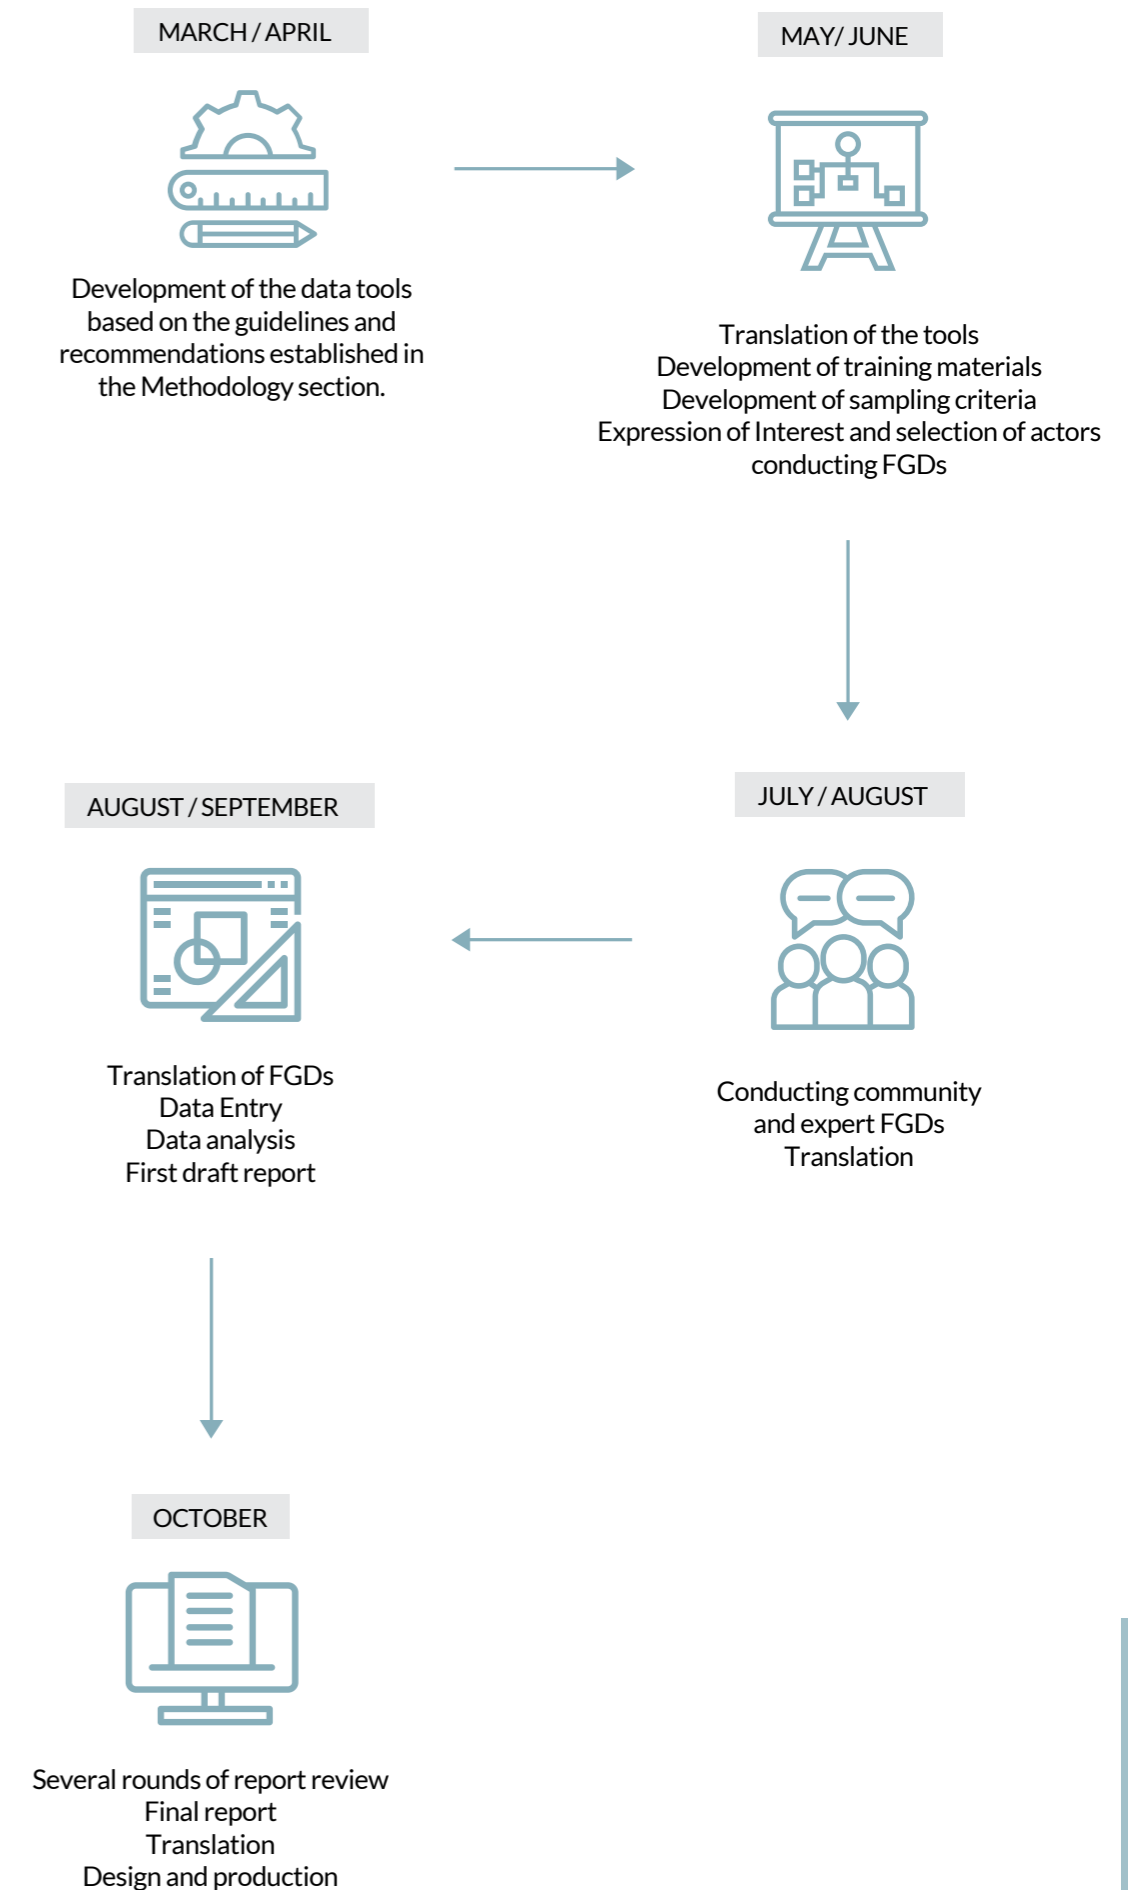 MARCH / APRIL
Development of the data tools
based on the guidelines and
recommendations established in
the Methodology section.
MAY/ JUNE
Translation of the tools
Development of training materials
Development of sampling criteria
Expression of Interest and selection of actors
conducting FGDs
JULY / AUGUST
Conducting community
and expert FGDs
Translation
AUGUST / SEPTEMBER
Translation of FGDs
Data Entry
Data analysis
First draft report
OCTOBER
Several rounds of report review
Final report
Translation
Design and production